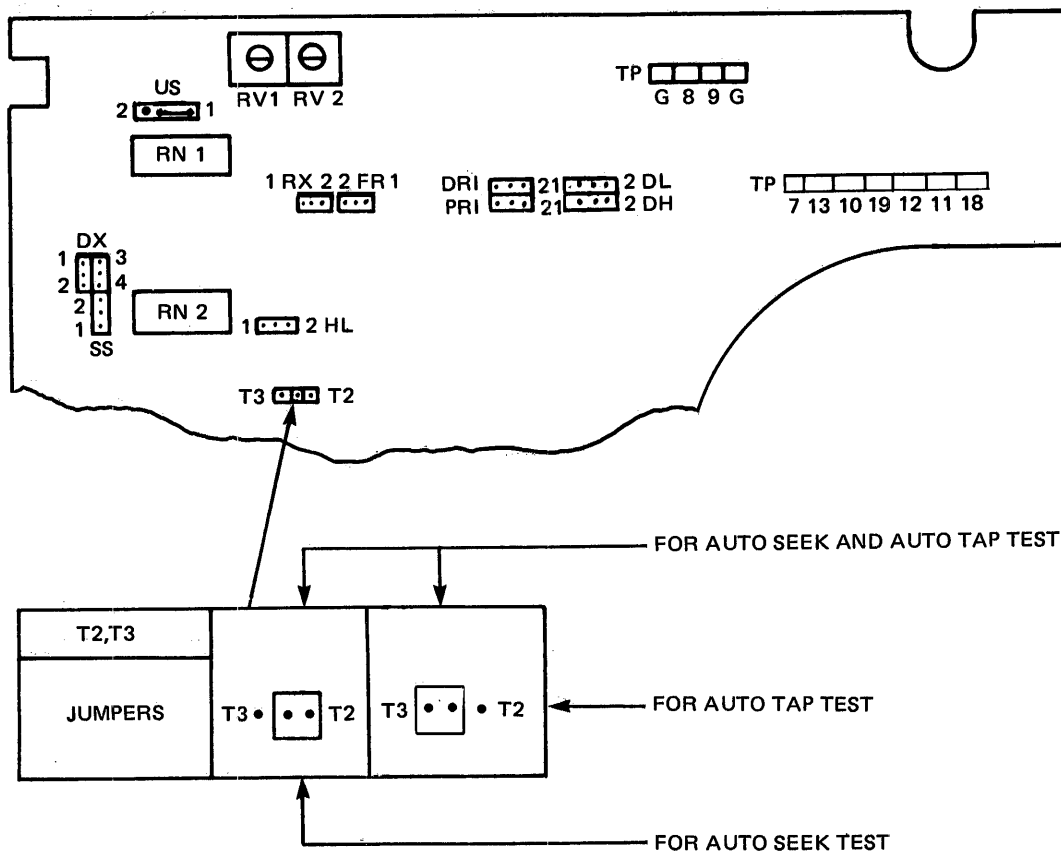 US
2 1
RV1 RV 2
TP
G 8 9 G
RN 1
1 RX 2 2 FR 1
DRI 21 2 DL
PRI 21 2 DH
TP
7 13 10 19 12 11 18
DX
1 3
2 4
2
1
SS
RN 2
1 2 HL
T3 T2
FOR AUTO SEEK AND AUTO TAP TEST
T2,T3
JUMPERS
T3 T2
T3 T2
FOR AUTO TAP TEST
FOR AUTO SEEK TEST